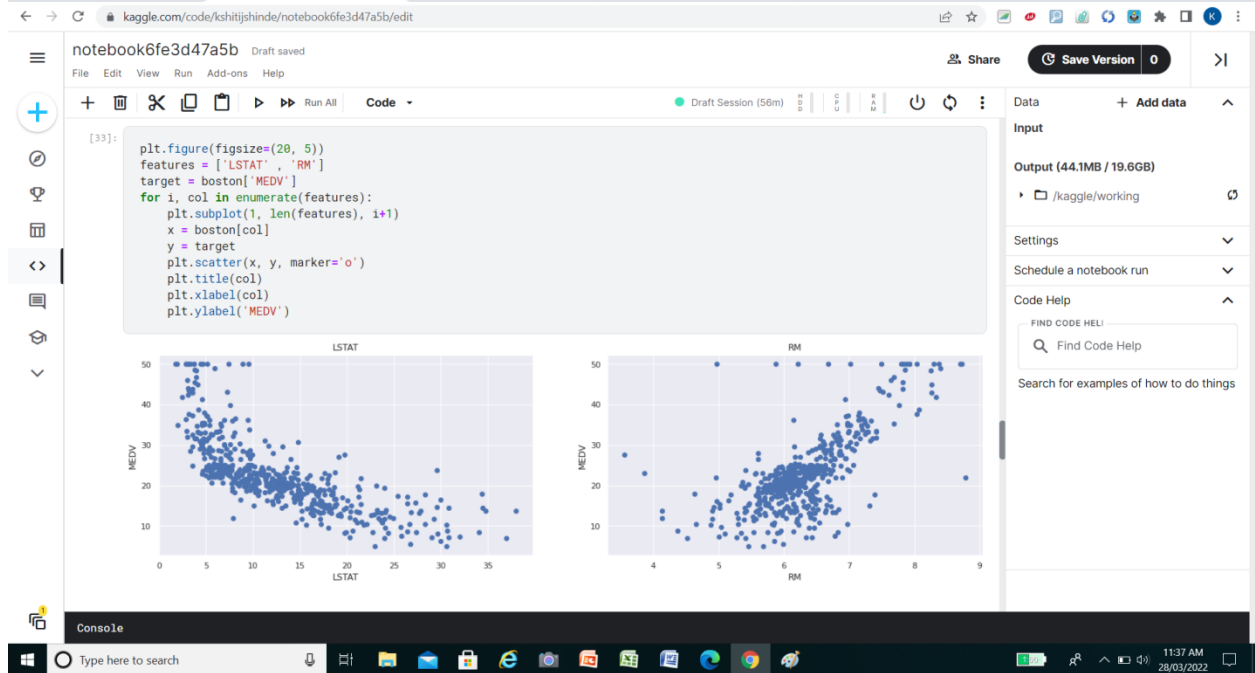 kaggle.com/code/kshitijshinde/notebook6fe3d47a5b/edit
K
notebook6fe3d47a5b Draft saved
File Edit View Run Add-ons Help
Share
Save Version 0
Run All Code
Draft Session (56m) HDD CPU RAM
[33]:
plt.figure(figsize=(20, 5))
features = ['LSTAT' , 'RM']
target = boston['MEDV']
for i, col in enumerate(features):
    plt.subplot(1, len(features), i+1)
    x = boston[col]
    y = target
    plt.scatter(x, y, marker='o')
    plt.title(col)
    plt.xlabel(col)
    plt.ylabel('MEDV')
LSTAT
50
40
30
20
10
MEDV
0 5 10 15 20 25 30 35
LSTAT
RM
50
40
30
20
10
MEDV
4 5 6 7 8 9
RM
Data + Add data
Input
Output (44.1MB / 19.6GB)
/kaggle/working
Settings
Schedule a notebook run
Code Help
FIND CODE HEL
Find Code Help
Search for examples of how to do things
1
Console
Type here to search
11:37 AM
28/03/2022